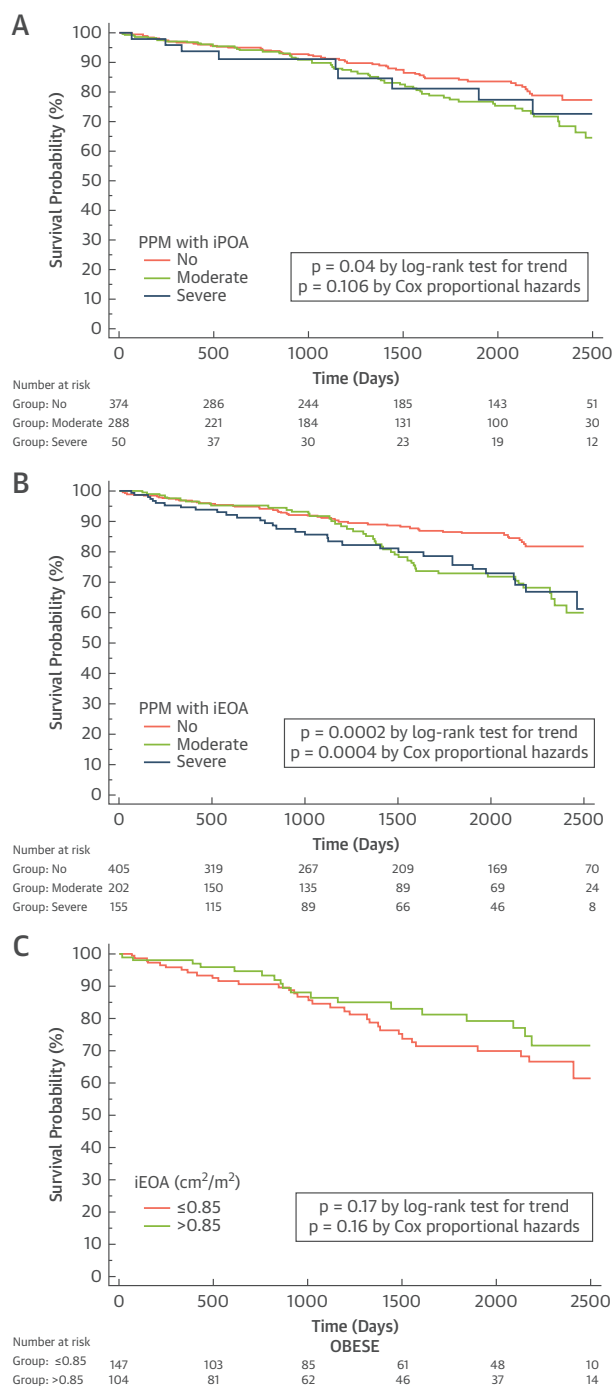 A
100
90
80
70
60
50
40
30
20
10
0
Survival Probability (%)
PPM with iPOA
No
Moderate
Severe
p = 0.04 by log-rank test for trend
p = 0.106 by Cox proportional hazards
0 500 1000 1500 2000 2500
Time (Days)
Number at risk
Group: No 374 286 244 185 143 51
Group: Moderate 288 221 184 131 100 30
Group: Severe 50 37 30 23 19 12
B
100
90
80
70
60
50
40
30
20
10
0
Survival Probability (%)
PPM with iEOA
No
Moderate
Severe
p = 0.0002 by log-rank test for trend
p = 0.0004 by Cox proportional hazards
0 500 1000 1500 2000 2500
Time (Days)
Number at risk
Group: No 405 319 267 209 169 70
Group: Moderate 202 150 135 89 69 24
Group: Severe 155 115 89 66 46 8
C
100
90
80
70
60
50
40
30
20
10
0
Survival Probability (%)
iEOA (cm²/m²)
≤0.85
>0.85
p = 0.17 by log-rank test for trend
p = 0.16 by Cox proportional hazards
0 500 1000 1500 2000 2500
Time (Days)
OBESE
Number at risk
Group: ≤0.85 147 103 85 61 48 10
Group: >0.85 104 81 62 46 37 14